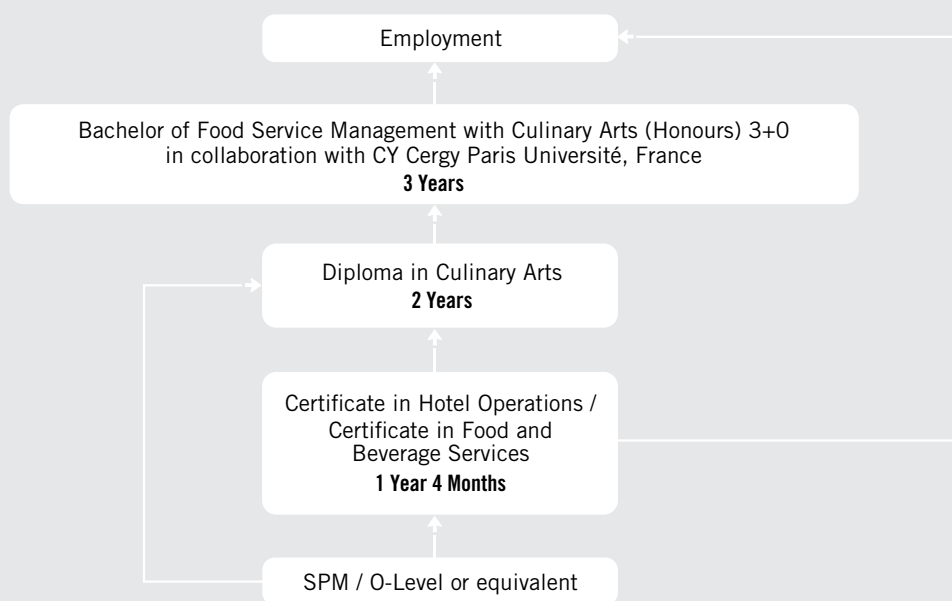 Employment
Bachelor of Food Service Management with Culinary Arts (Honours) 3+0
in collaboration with CY Cergy Paris Université, France
3 Years
Diploma in Culinary Arts
2 Years
Certificate in Hotel Operations /
Certificate in Food and
Beverage Services
1 Year 4 Months
SPM / O-Level or equivalent